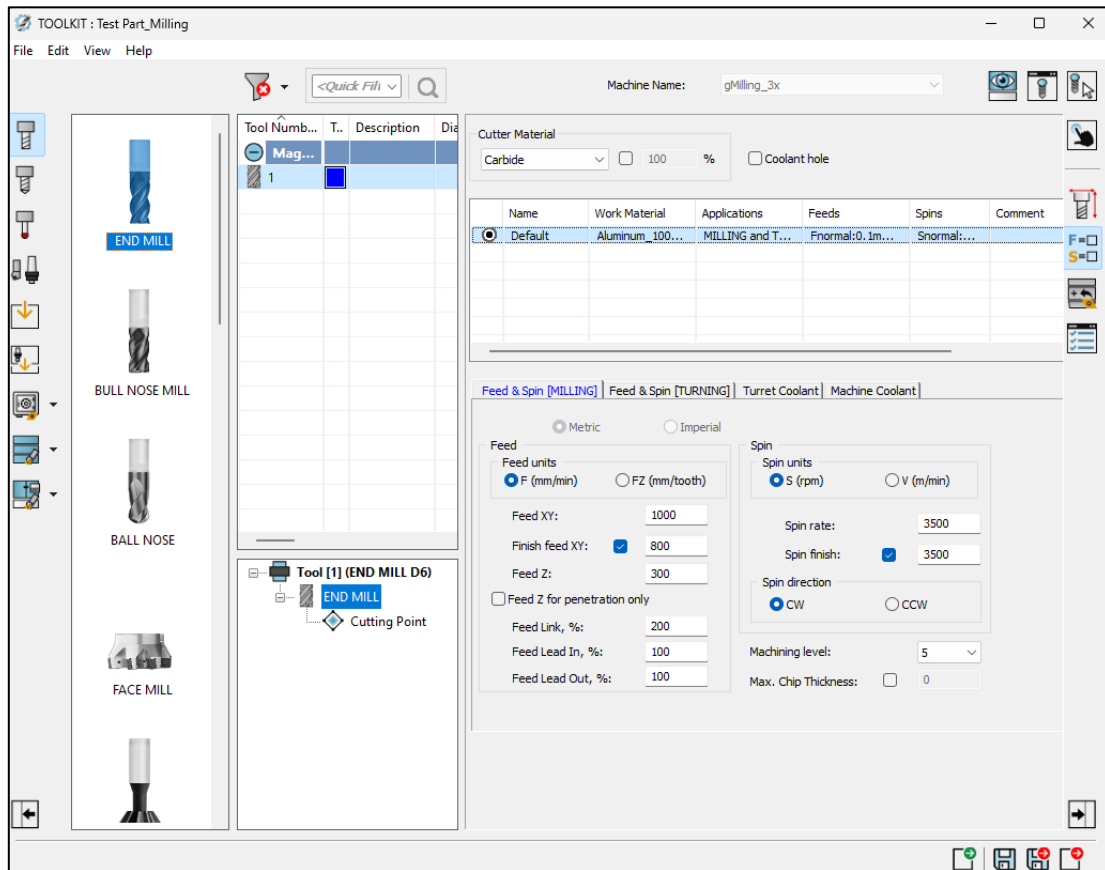 TOOLKIT : Test Part_Milling
File Edit View Help
<Quick Filt
Machine Name: gMilling_3x
END MILL
BULL NOSE MILL
BALL NOSE
FACE MILL
Tool Numb... T.. Description Dia
Mag...
1
Tool [1] (END MILL D6)
END MILL
Cutting Point
Cutter Material
Carbide 100 % Coolant hole
Name Work Material Applications Feeds Spins Comment
Default Aluminum_100... MILLING and T... Fnormal:0.1m... Snormal:...
F=
S=
Feed & Spin [MILLING] Feed & Spin [TURNING] Turret Coolant Machine Coolant
Metric Imperial
Feed
Feed units
F (mm/min) FZ (mm/tooth)
Feed XY: 1000
Finish feed XY: 800
Feed Z: 300
Feed Z for penetration only
Feed Link, %: 200
Feed Lead In, %: 100
Feed Lead Out, %: 100
Spin
Spin units
S (rpm) V (m/min)
Spin rate: 3500
Spin finish: 3500
Spin direction
CW CCW
Machining level: 5
Max. Chip Thickness: 0